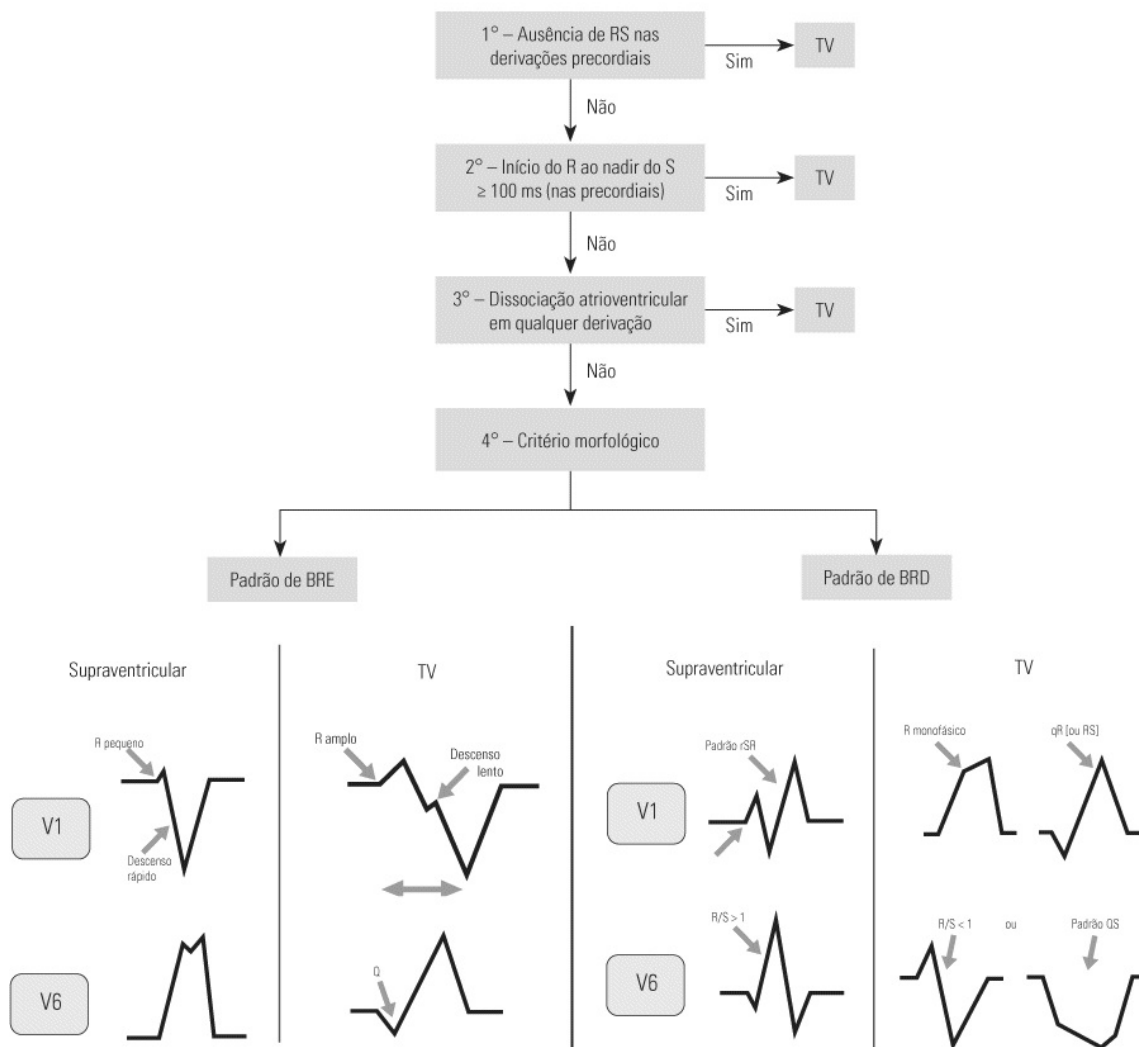 1° – Ausência de RS nas
derivações precordiais
Sim
TV
Não
2° – Início do R ao nadir do S
≥ 100 ms (nas precordiais)
Sim
TV
Não
3° – Dissociação atrioventricular
em qualquer derivação
Sim
TV
Não
4° – Critério morfológico
Padrão de BRE
Padrão de BRD
Supraventricular
TV
Supraventricular
TV
V1
R pequeno
Descenso
rápido
R amplo
Descenso
lento
V1
Padrão rSR
R monofásico
qR [ou RS]
V6
Q
V6
R/S > 1
R/S < 1
ou
Padrão QS